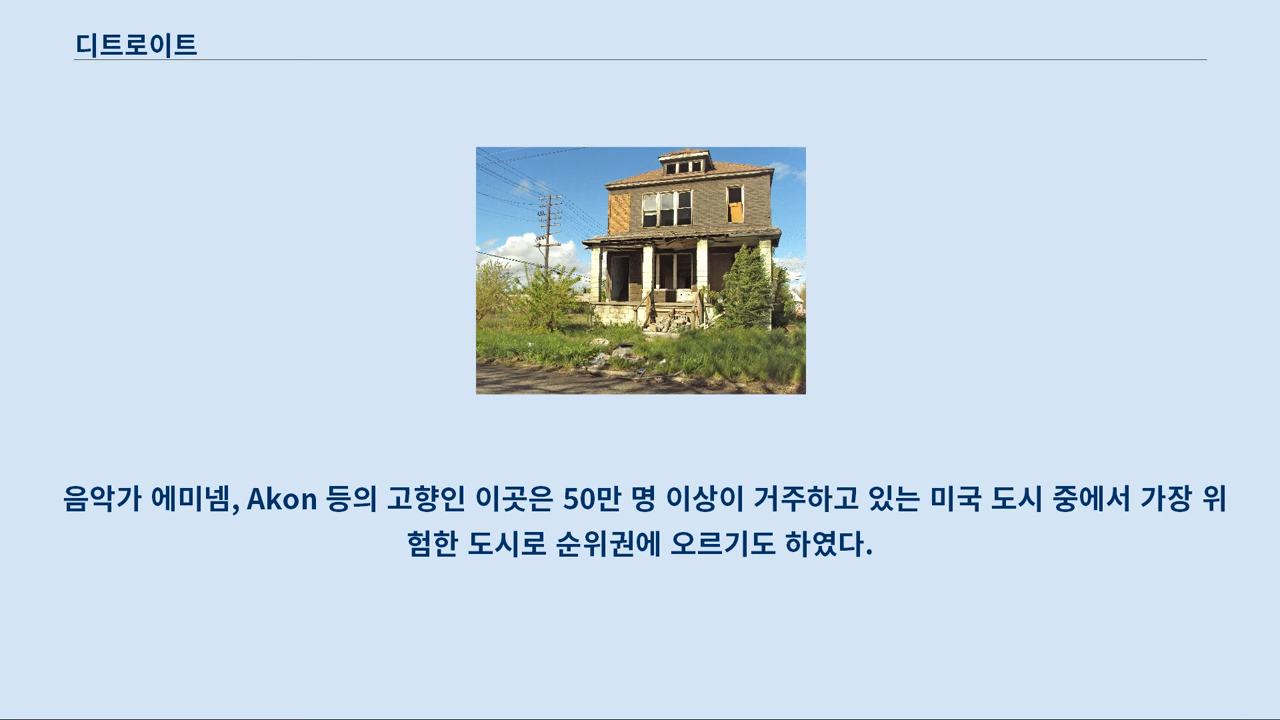 디트로이트
음악가 에미넴, Akon 등의 고향인 이곳은 50만 명 이상이 거주하고 있는 미국 도시 중에서 가장 위
험한 도시로 순위권에 오르기도 하였다.